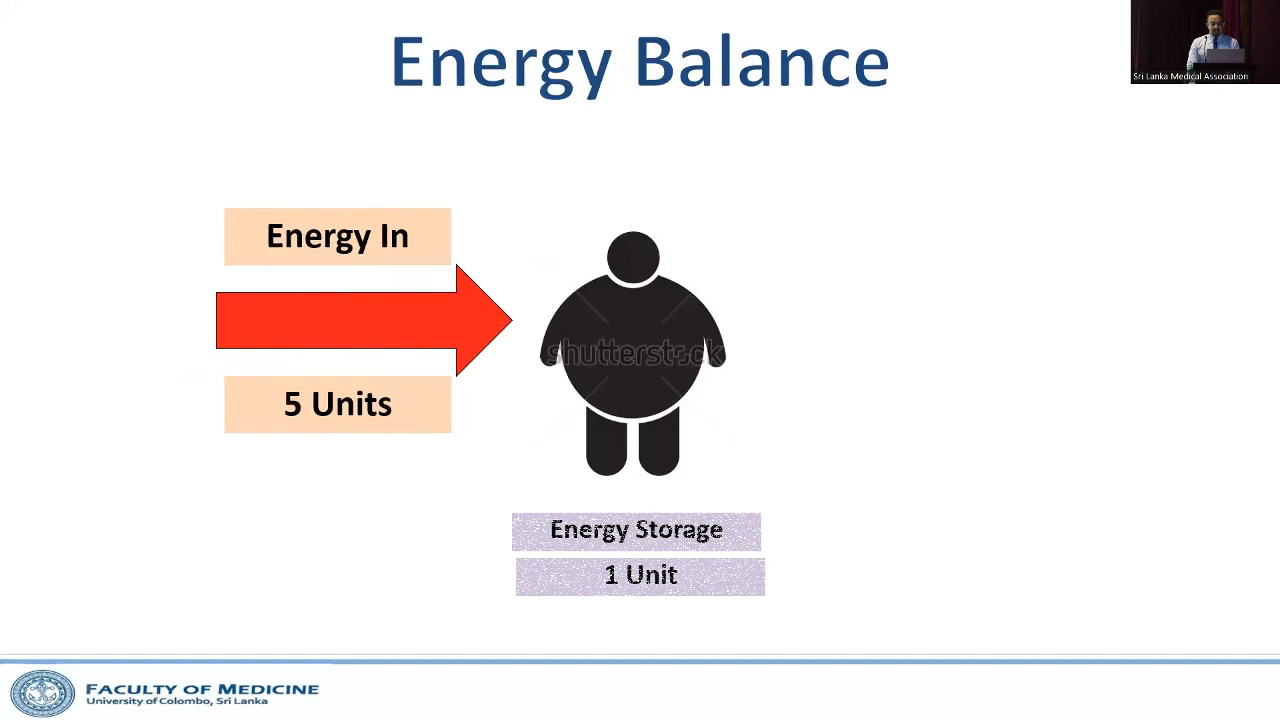 Energy Balance
Sri Lanka Medical Association
Energy In
5 Units
shutterstock
Energy Storage
1 Unit
FACULTY OF MEDICINE
University of Colombo, Sri Lanka